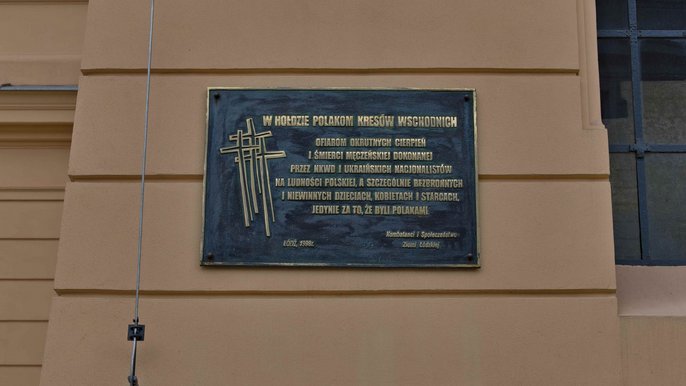 W HOŁDZIE POLAKOM KRESÓW WSCHODNICH
OFIAROM OKRUTNYCH CIERPIEŃ
I ŚMIERCI MĘCZEŃSKIEJ DOKONANEJ
PRZEZ NKWD I UKRAIŃSKICH NACJONALISTÓW
NA LUDNOŚCI POLSKIEJ, A SZCZEGÓLNIE BEZBRONNYCH
I NIEWINNYCH DZIECIACH, KOBIETACH I STARCACH,
JEDYNIE ZA TO, ŻE BYLI POLAKAMI.
Kombatanci i Społeczeństwo
Ziemi Łódzkiej
ŁÓDŹ, 1998r.